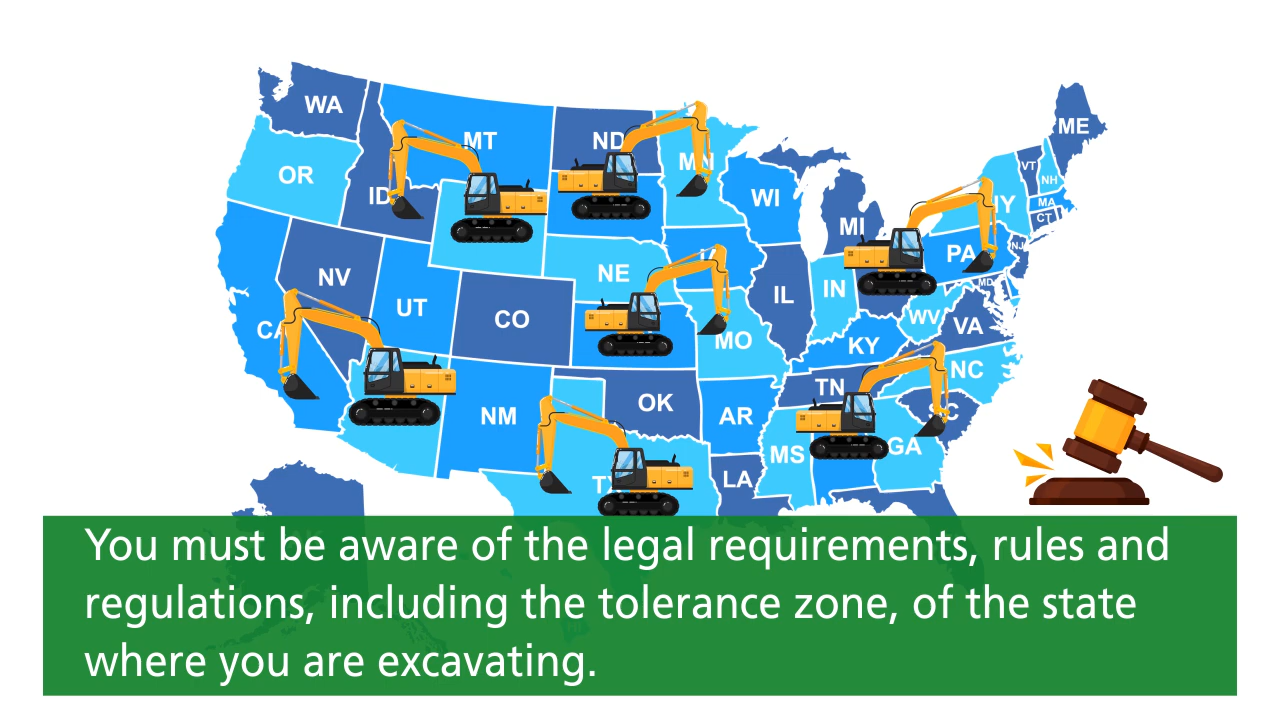 WA
MT
ND
MN
ME
OR
ID
WI
MI
VT
NH
MA
CT
NV
UT
CO
NE
IL
IN
PA
NJ
MD
WV
VA
CA
MO
KY
NM
OK
AR
TN
NC
SC
MS
GA
LA
You must be aware of the legal requirements, rules and
regulations, including the tolerance zone, of the state
where you are excavating.